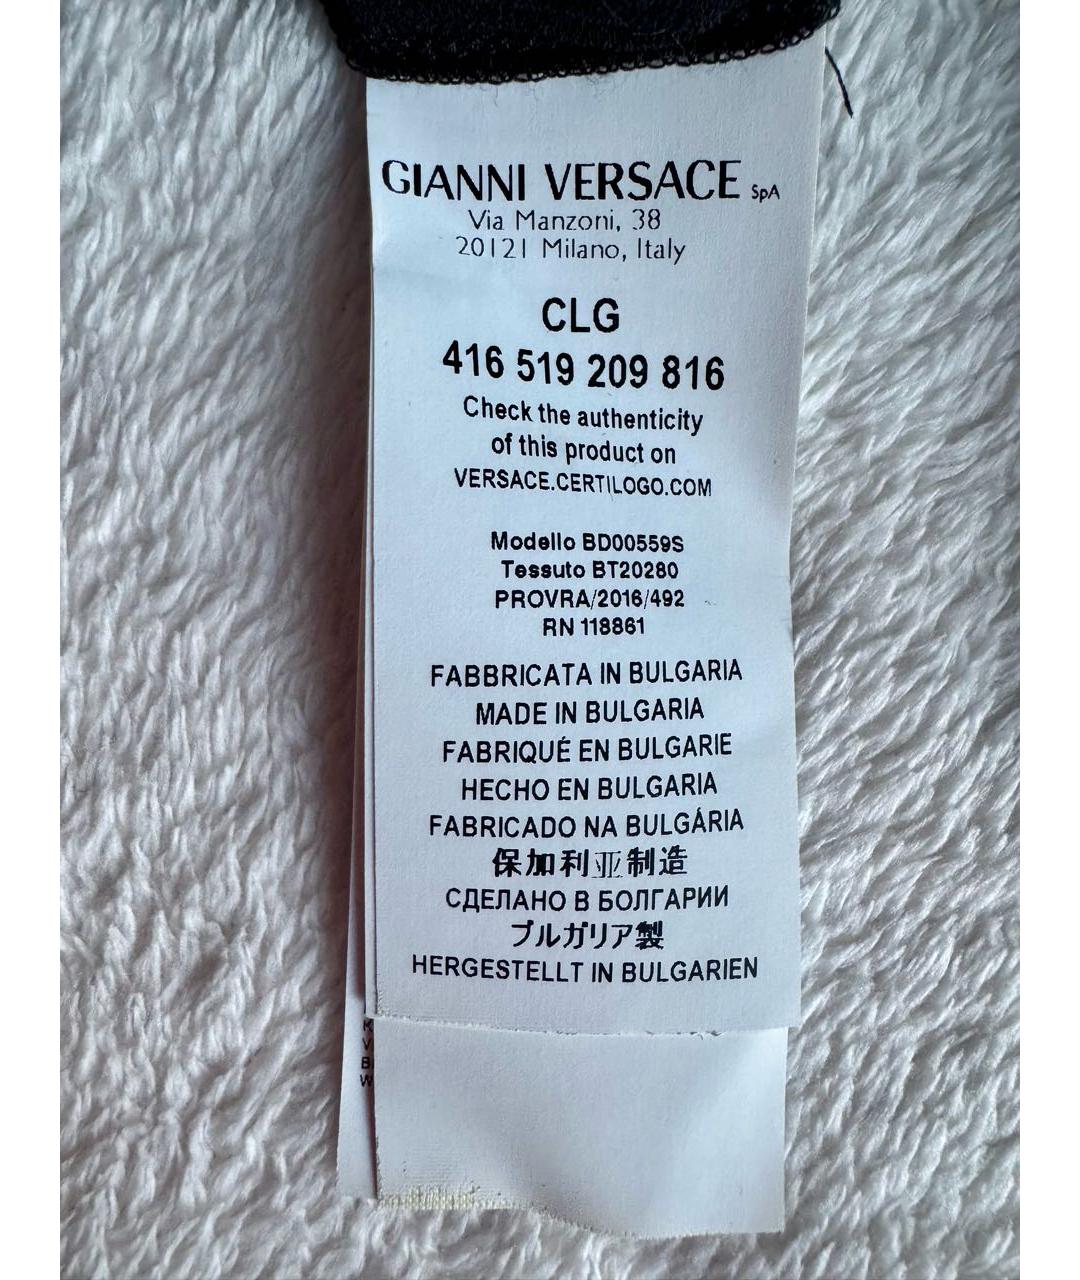 GIANNI VERSACE SpA
Via Manzoni, 38
20121 Milano, Italy
CLG
416 519 209 816
Check the authenticity
of this product on
VERSACE.CERTILOGO.COM
Modello BD00559S
Tessuto BT20280
PROVRA/2016/492
RN 118861
FABBRICATA IN BULGARIA
MADE IN BULGARIA
FABRIQUÉ EN BULGARIE
HECHO EN BULGARIA
FABRICADO NA BULGÁRIA
保加利亚制造
СДЕЛАНО В БОЛГАРИИ
ブルガリア製
HERGESTELLT IN BULGARIEN
K
V
B
W